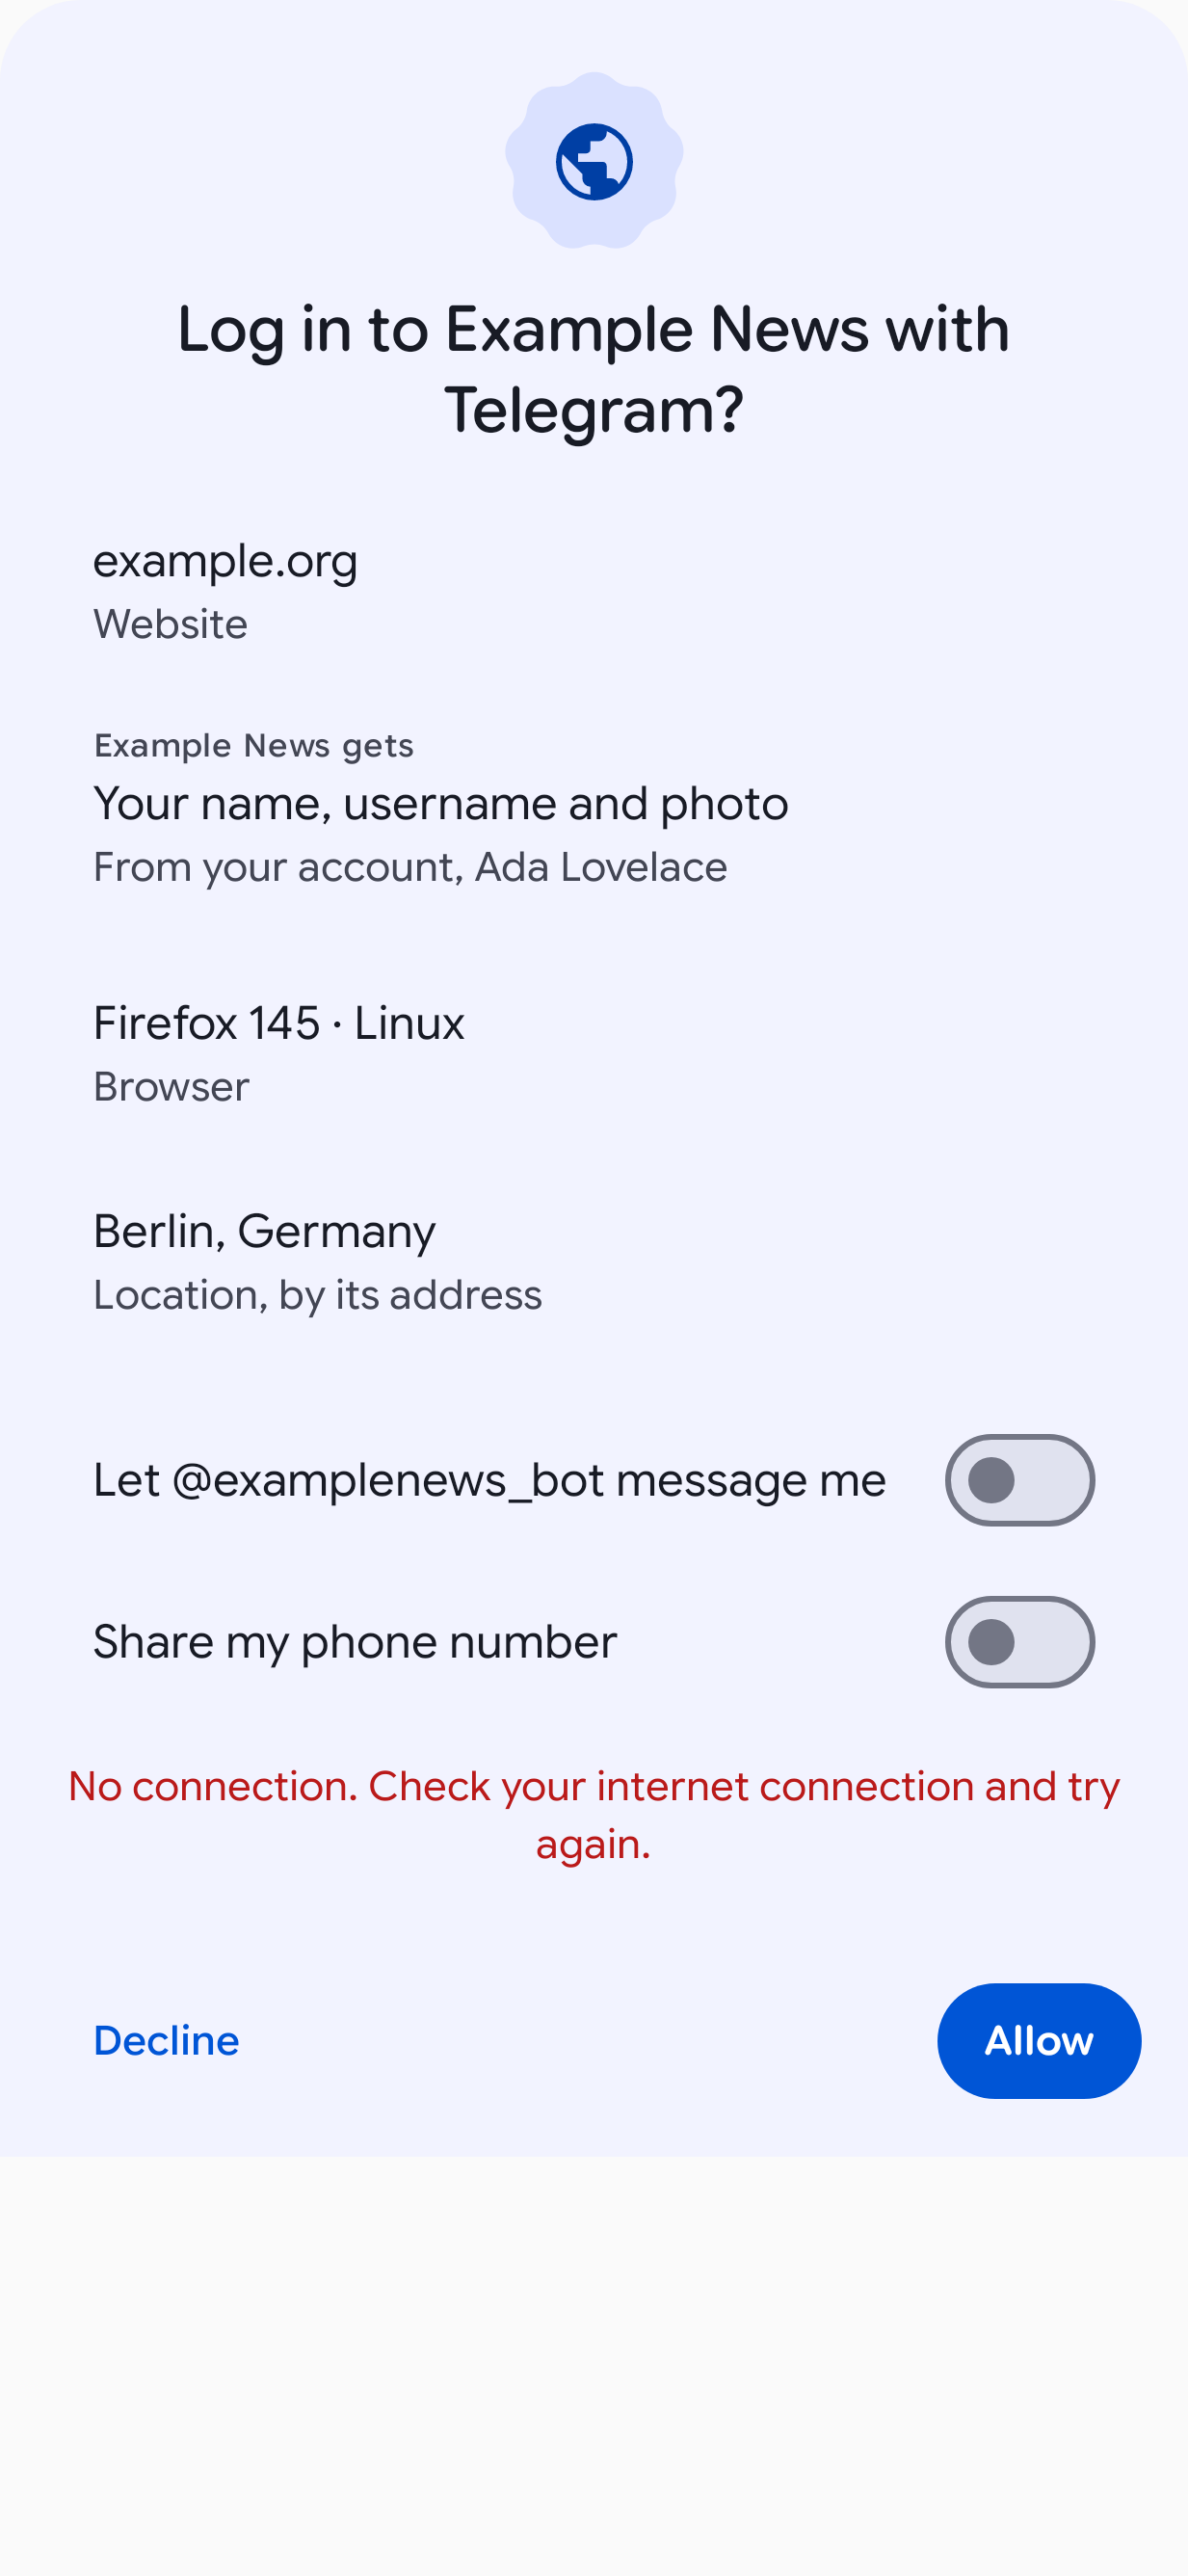 Log in to Example News with
Telegram?
example.org
Website
Example News gets
Your name, username and photo
From your account, Ada Lovelace
Firefox 145 · Linux
Browser
Berlin, Germany
Location, by its address
Let @examplenews_bot message me
Share my phone number
No connection. Check your internet connection and try
again.
Decline
Allow